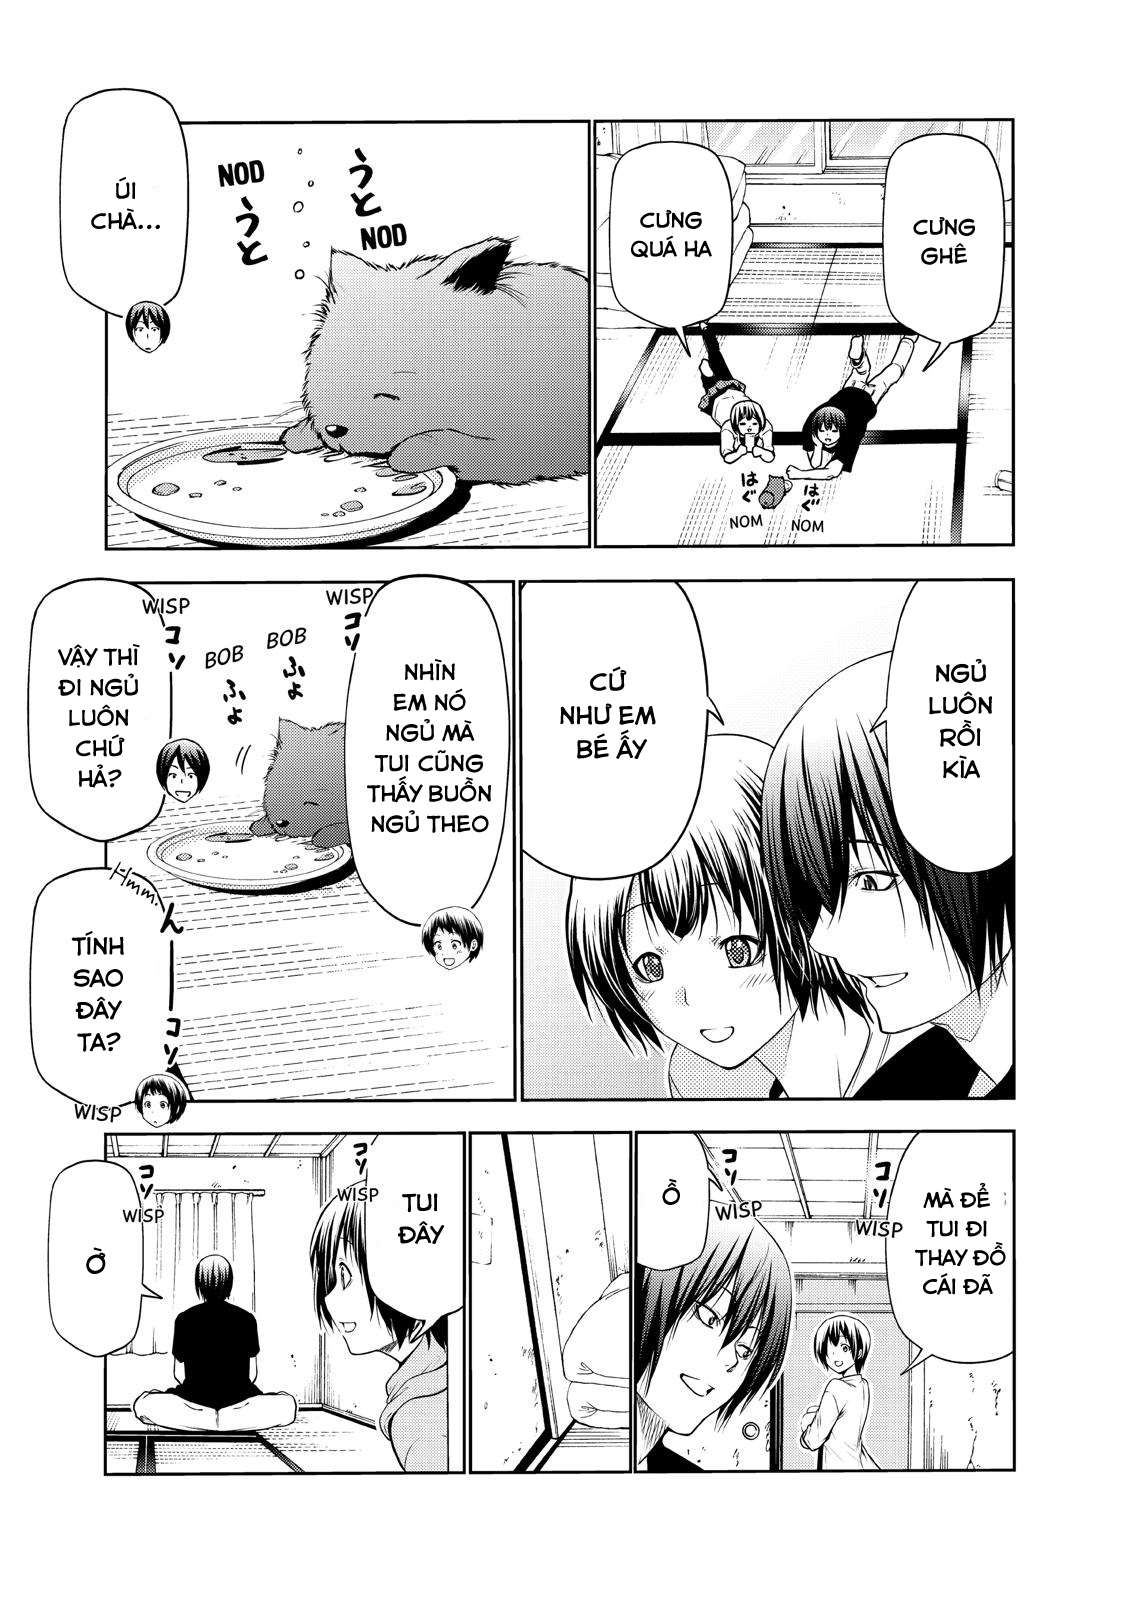 CƯNG
GHÊ
CƯNG
QUÁ HA
はぐ
NOM
はぐ
NOM
うと
NOD
うと
NOD
ÚI
CHÀ...
NGỦ
LUÔN
RỒI
KÌA
CỨ
NHƯ EM
BÉ ẤY
WISP
コソ
NHÌN
EM NÓ
NGỦ MÀ
TUI CŨNG
THẤY BUỒN
NGỦ THEO
BOB
ふよ
BOB
ふよ
WISP
コソ
VẬY THÌ
ĐI NGỦ
LUÔN
CHỨ
HẢ?
Hmm.
ん
TÍNH
SAO
ĐÂY
TA?
コソ
WISP
MÀ ĐỂ
TUI ĐI
THAY ĐỒ
CÁI ĐÃ
コソ
WISP
コソ
WISP
Ồ
TUI
ĐÂY
コソ
WISP
コソ
WISP
Ờ